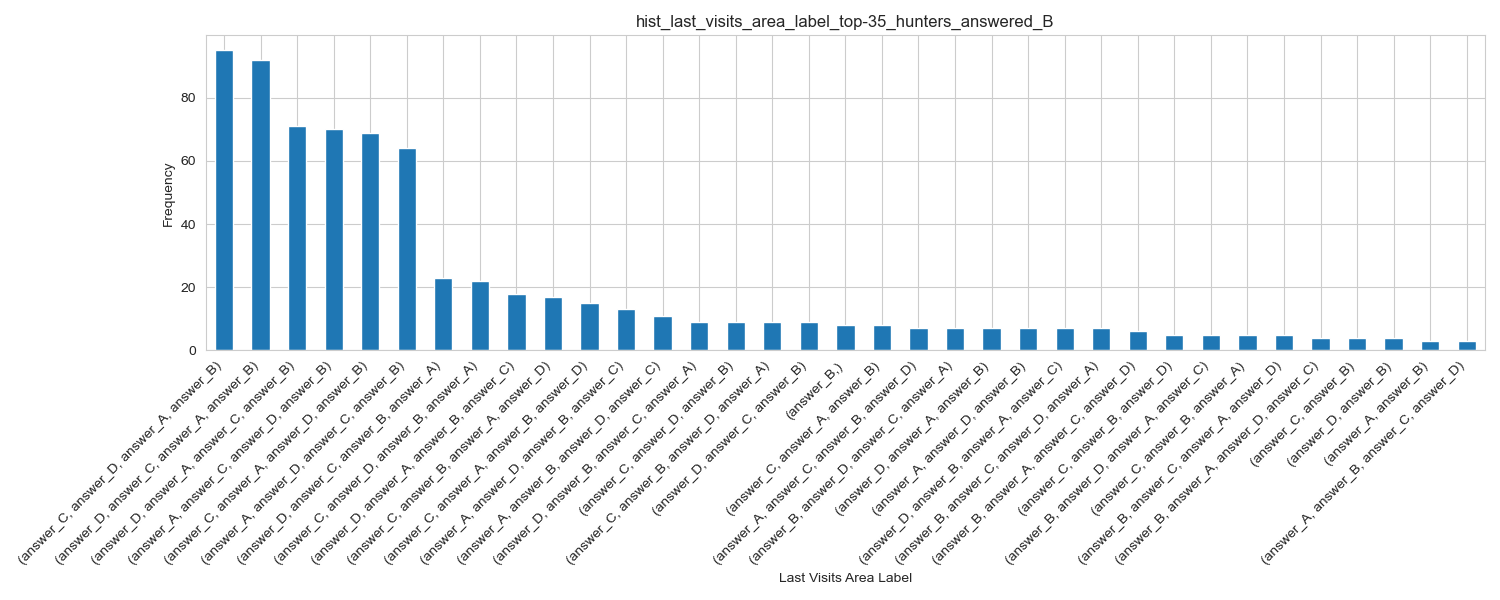 hist_last_visits_area_label_top-35_hunters_answered_B
Frequency
80
60
40
20
0
(answer_C, answer_D, answer_A, answer_B)
(answer_D, answer_C, answer_A, answer_B)
(answer_D, answer_A, answer_C, answer_B)
(answer_A, answer_C, answer_D, answer_B)
(answer_C, answer_A, answer_D, answer_B)
(answer_A, answer_D, answer_C, answer_B)
(answer_D, answer_C, answer_B, answer_A)
(answer_C, answer_D, answer_B, answer_A)
(answer_D, answer_A, answer_B, answer_C)
(answer_C, answer_B, answer_A, answer_D)
(answer_C, answer_A, answer_B, answer_D)
(answer_A, answer_D, answer_B, answer_C)
(answer_A, answer_B, answer_D, answer_C)
(answer_D, answer_B, answer_C, answer_A)
(answer_C, answer_D, answer_B)
(answer_C, answer_B, answer_D, answer_A)
(answer_D, answer_C, answer_B)
(answer_B,)
(answer_C, answer_A, answer_B)
(answer_A, answer_C, answer_B, answer_D)
(answer_B, answer_D, answer_C, answer_A)
(answer_D, answer_A, answer_B)
(answer_A, answer_D, answer_B)
(answer_D, answer_B, answer_A, answer_C)
(answer_B, answer_C, answer_D, answer_A)
(answer_B, answer_A, answer_C, answer_D)
(answer_C, answer_B, answer_D)
(answer_B, answer_D, answer_A, answer_C)
(answer_C, answer_B, answer_A)
(answer_B, answer_C, answer_A, answer_D)
(answer_B, answer_A, answer_D, answer_C)
(answer_C, answer_B)
(answer_D, answer_B)
(answer_A, answer_B)
(answer_A, answer_B, answer_C, answer_D)
Last Visits Area Label